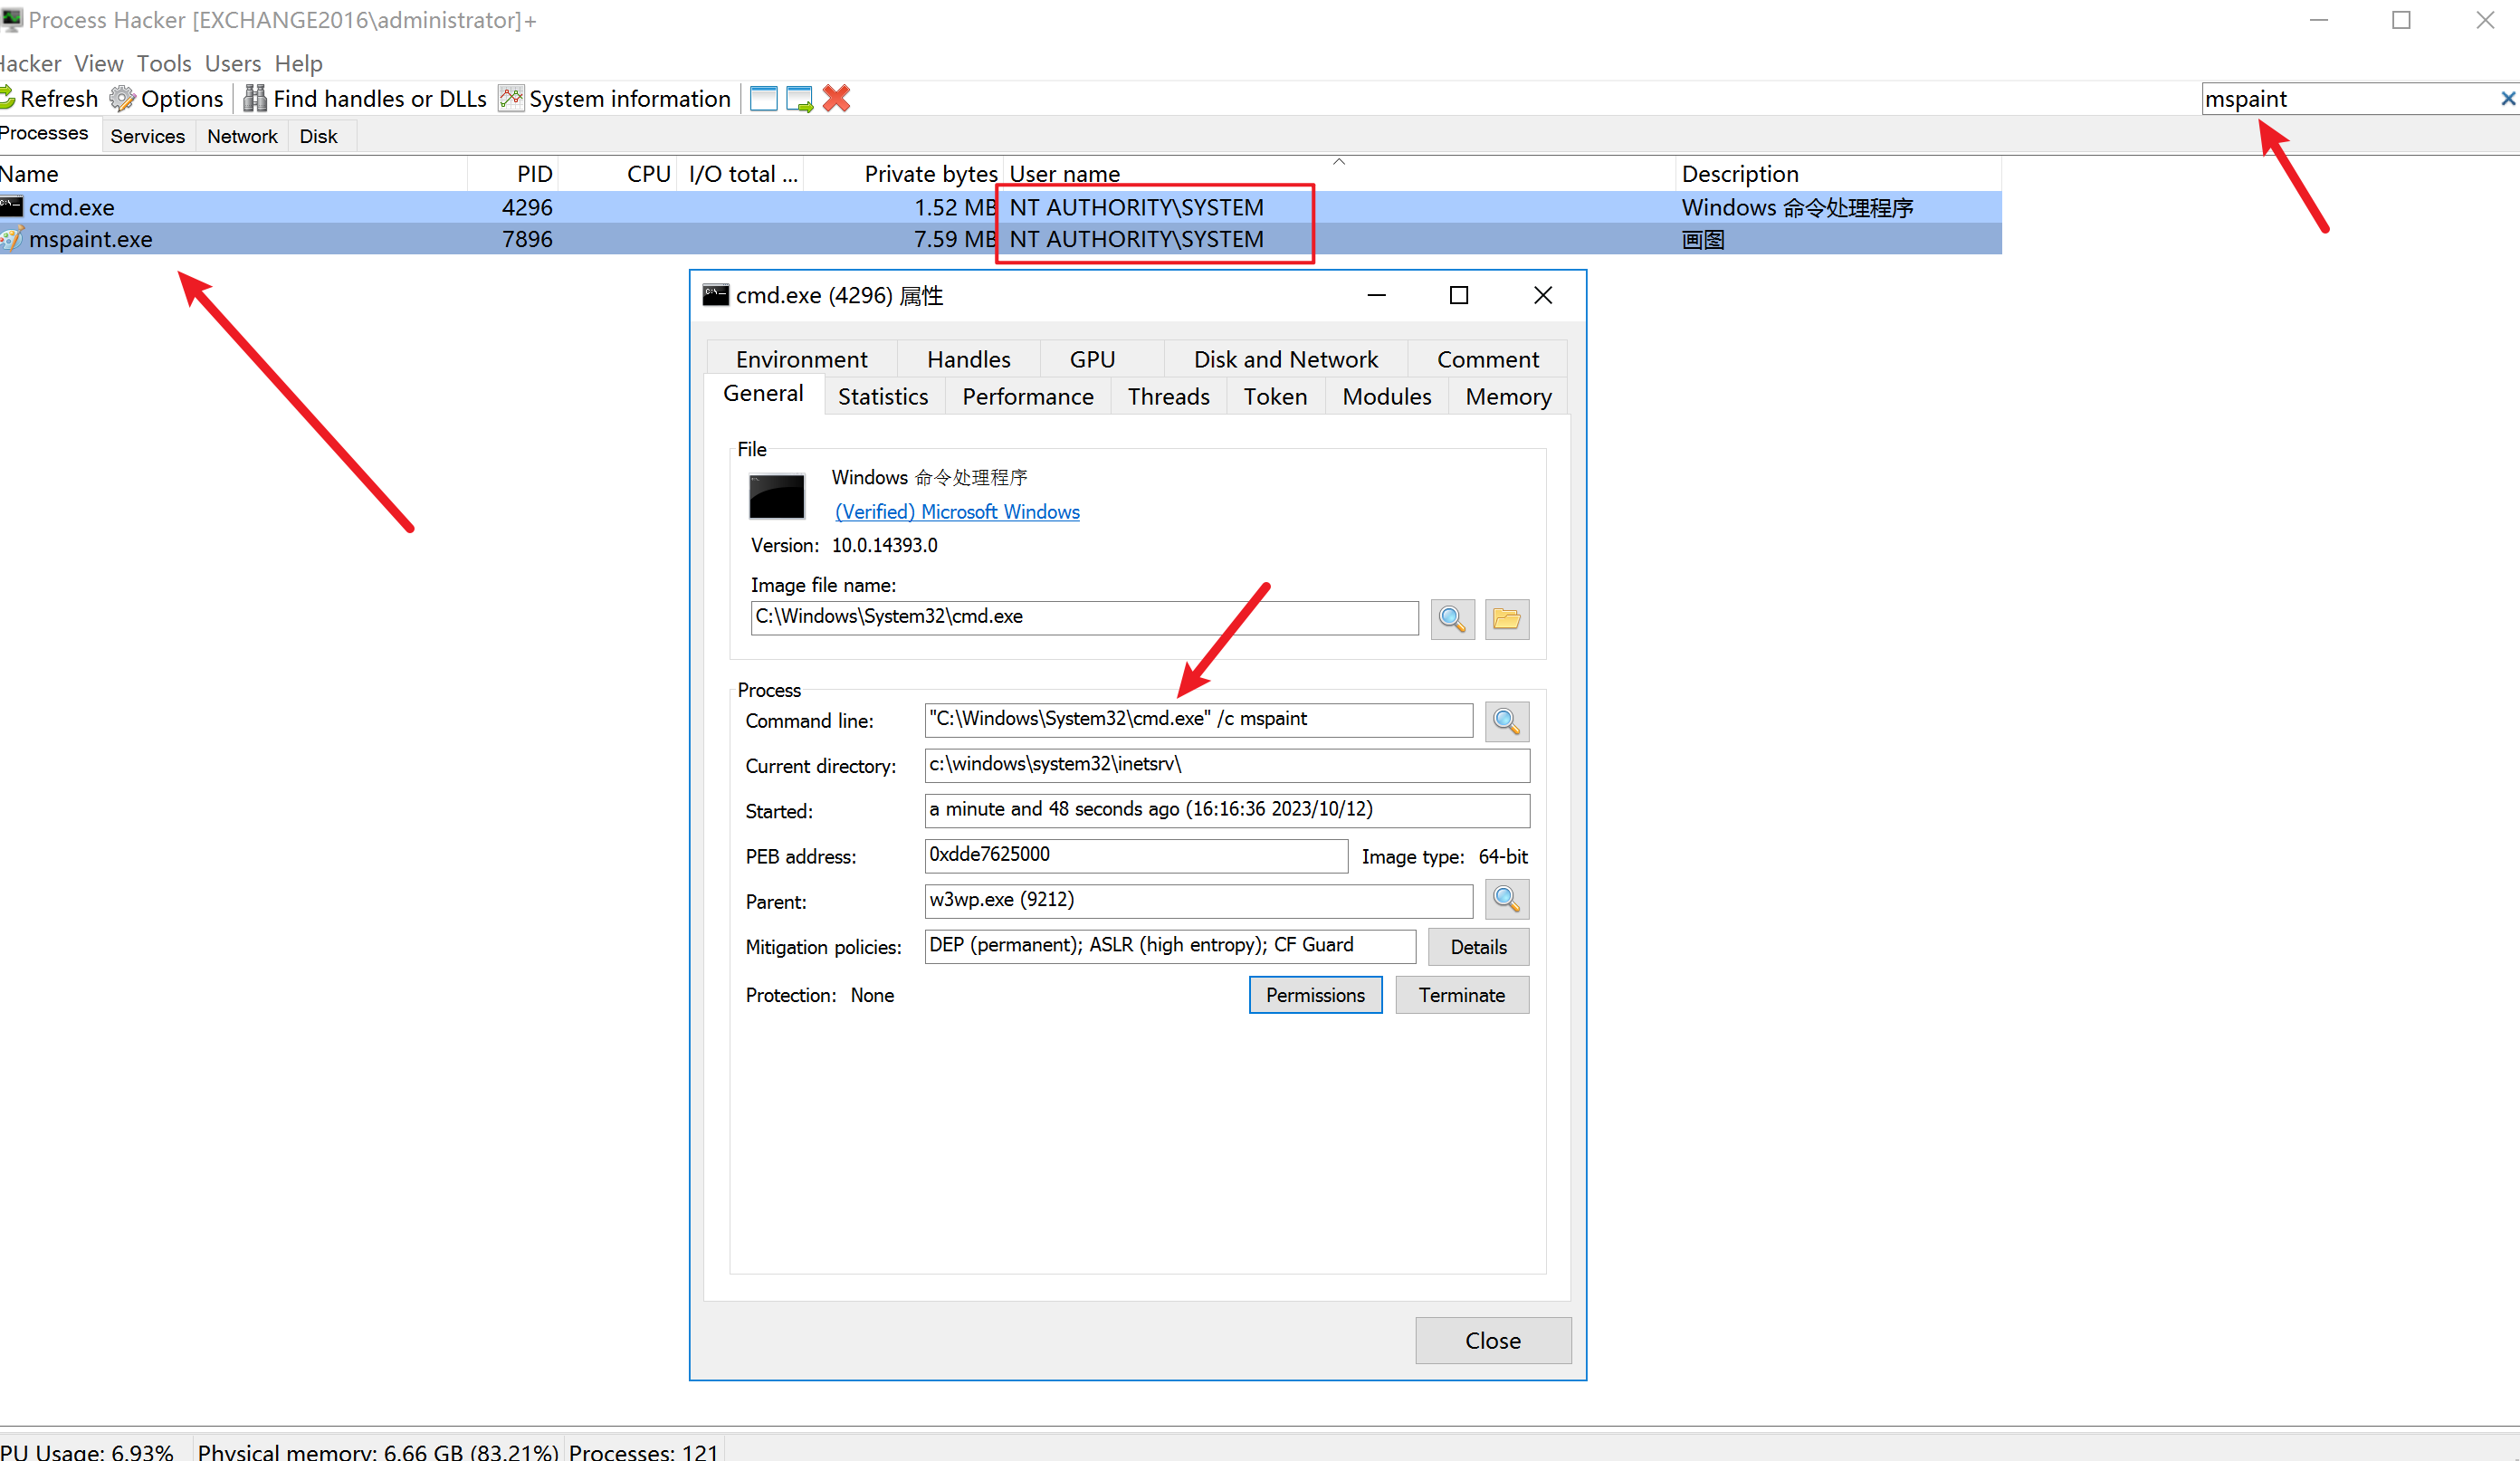 Process Hacker [EXCHANGE2016\administrator]+
Hacker View Tools Users Help
Refresh Options Find handles or DLLs System information mspaint
Processes Services Network Disk
Name PID CPU I/O total ... Private bytes User name Description
cmd.exe 4296 1.52 MB NT AUTHORITY\SYSTEM Windows 命令处理程序
mspaint.exe 7896 7.59 MB NT AUTHORITY\SYSTEM 画图
cmd.exe (4296) 属性
Environment Handles GPU Disk and Network Comment
General Statistics Performance Threads Token Modules Memory
File
Windows 命令处理程序
(Verified) Microsoft Windows
Version: 10.0.14393.0
Image file name:
C:\Windows\System32\cmd.exe
Process
Command line: "C:\Windows\System32\cmd.exe" /c mspaint
Current directory: c:\windows\system32\inetsrv\
Started: a minute and 48 seconds ago (16:16:36 2023/10/12)
PEB address: 0xdde7625000 Image type: 64-bit
Parent: w3wp.exe (9212)
Mitigation policies: DEP (permanent); ASLR (high entropy); CF Guard Details
Protection: None Permissions Terminate
Close
PU Usage: 6.93% Physical memory: 6.66 GB (83.21%) Processes: 121